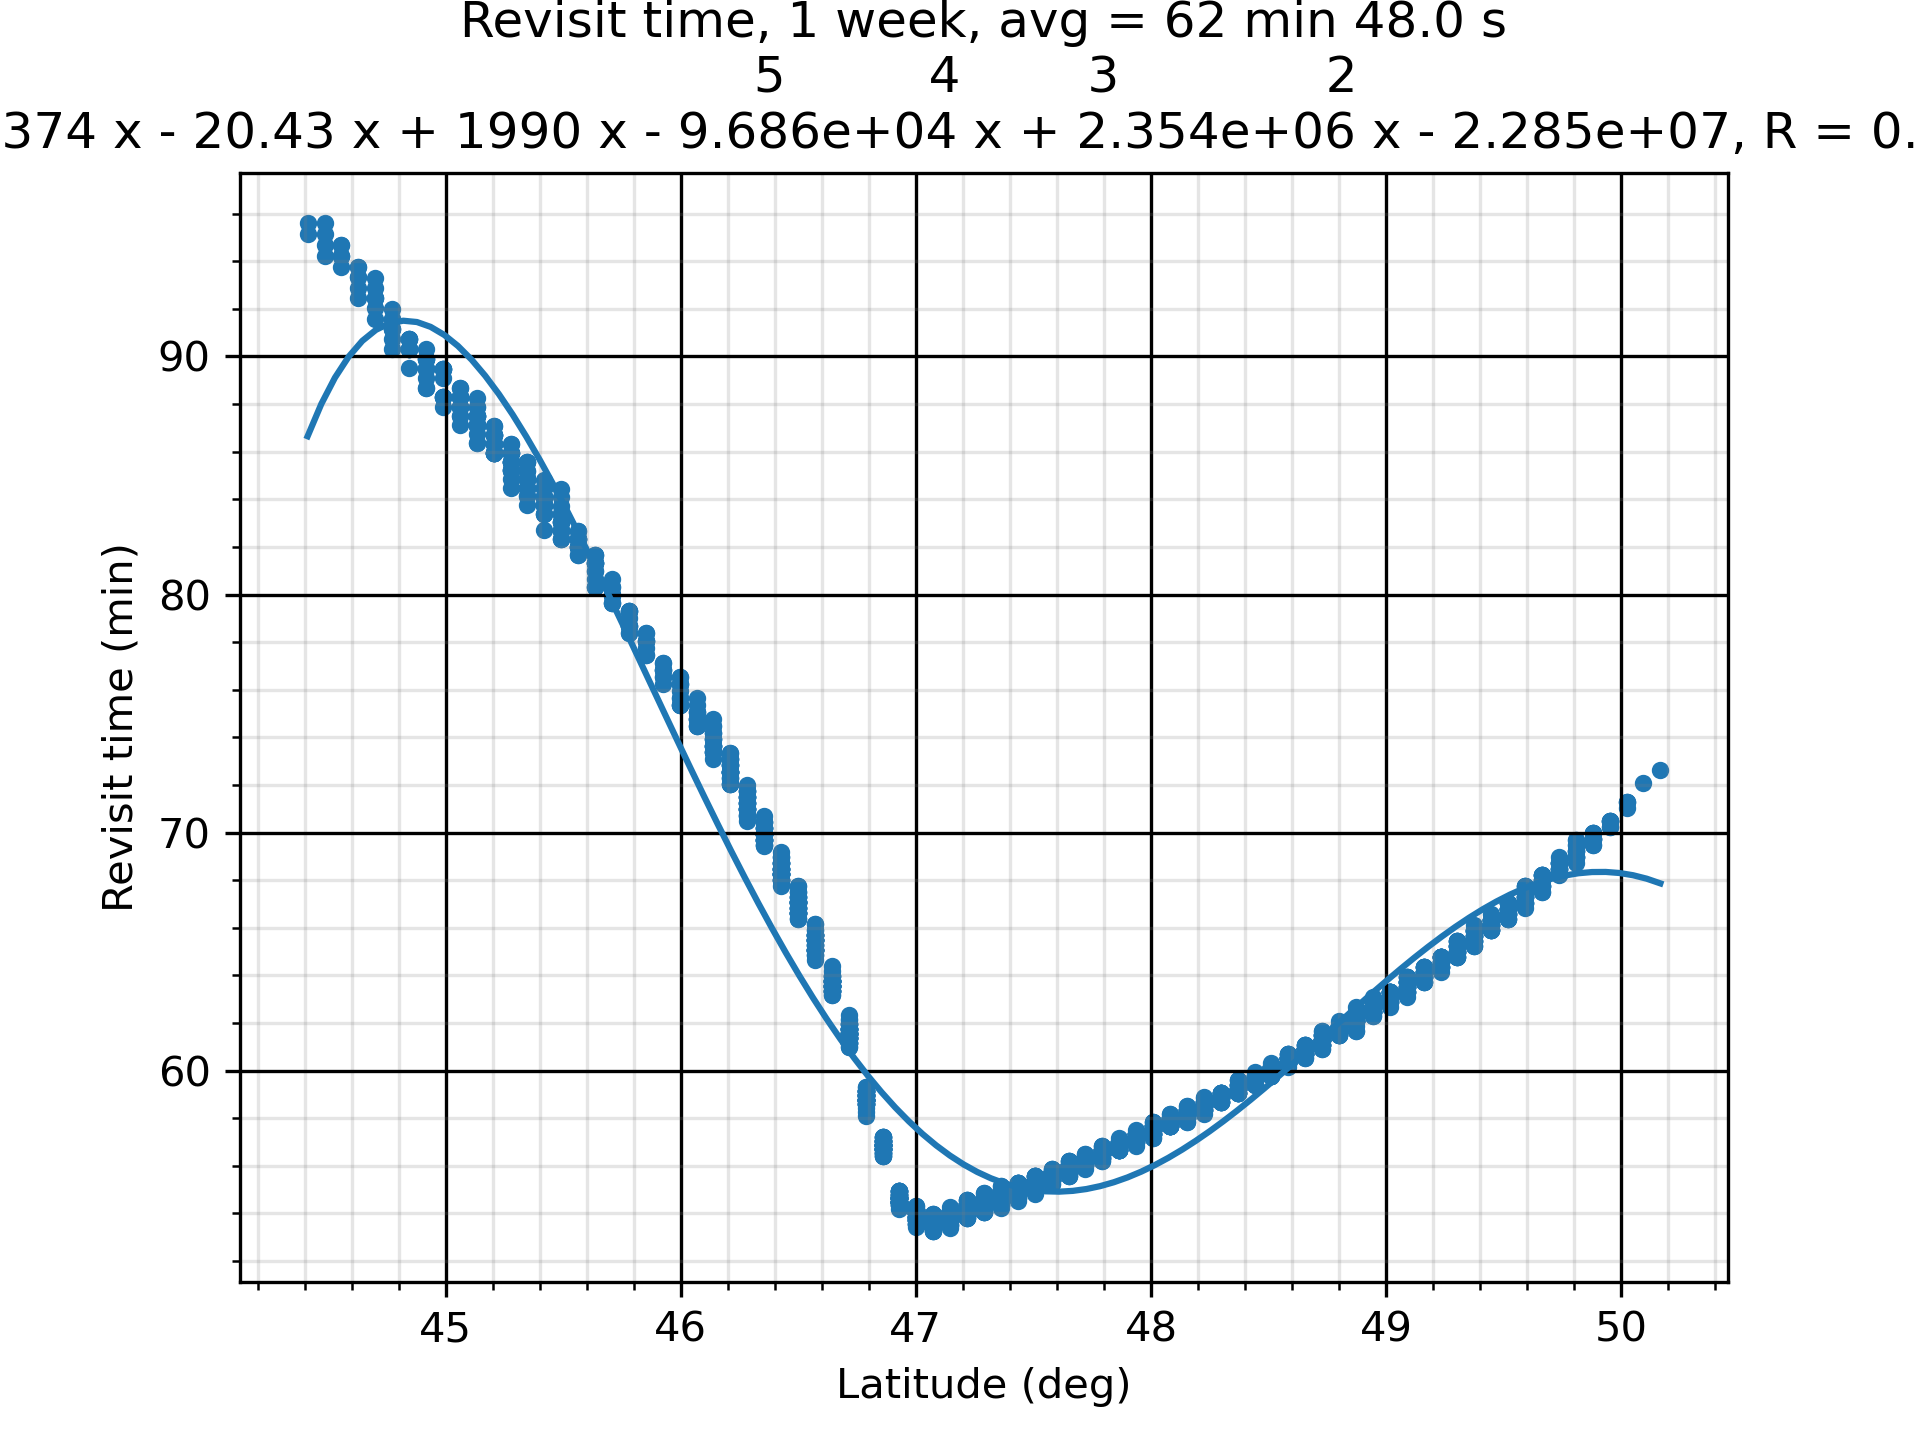 Revisit time, 1 week, avg = 62 min 48.0 s
5 4 3 2
374 x - 20.43 x + 1990 x - 9.686e+04 x + 2.354e+06 x - 2.285e+07, R = 0.
Revisit time (min)
90
80
70
60
45 46 47 48 49 50
Latitude (deg)